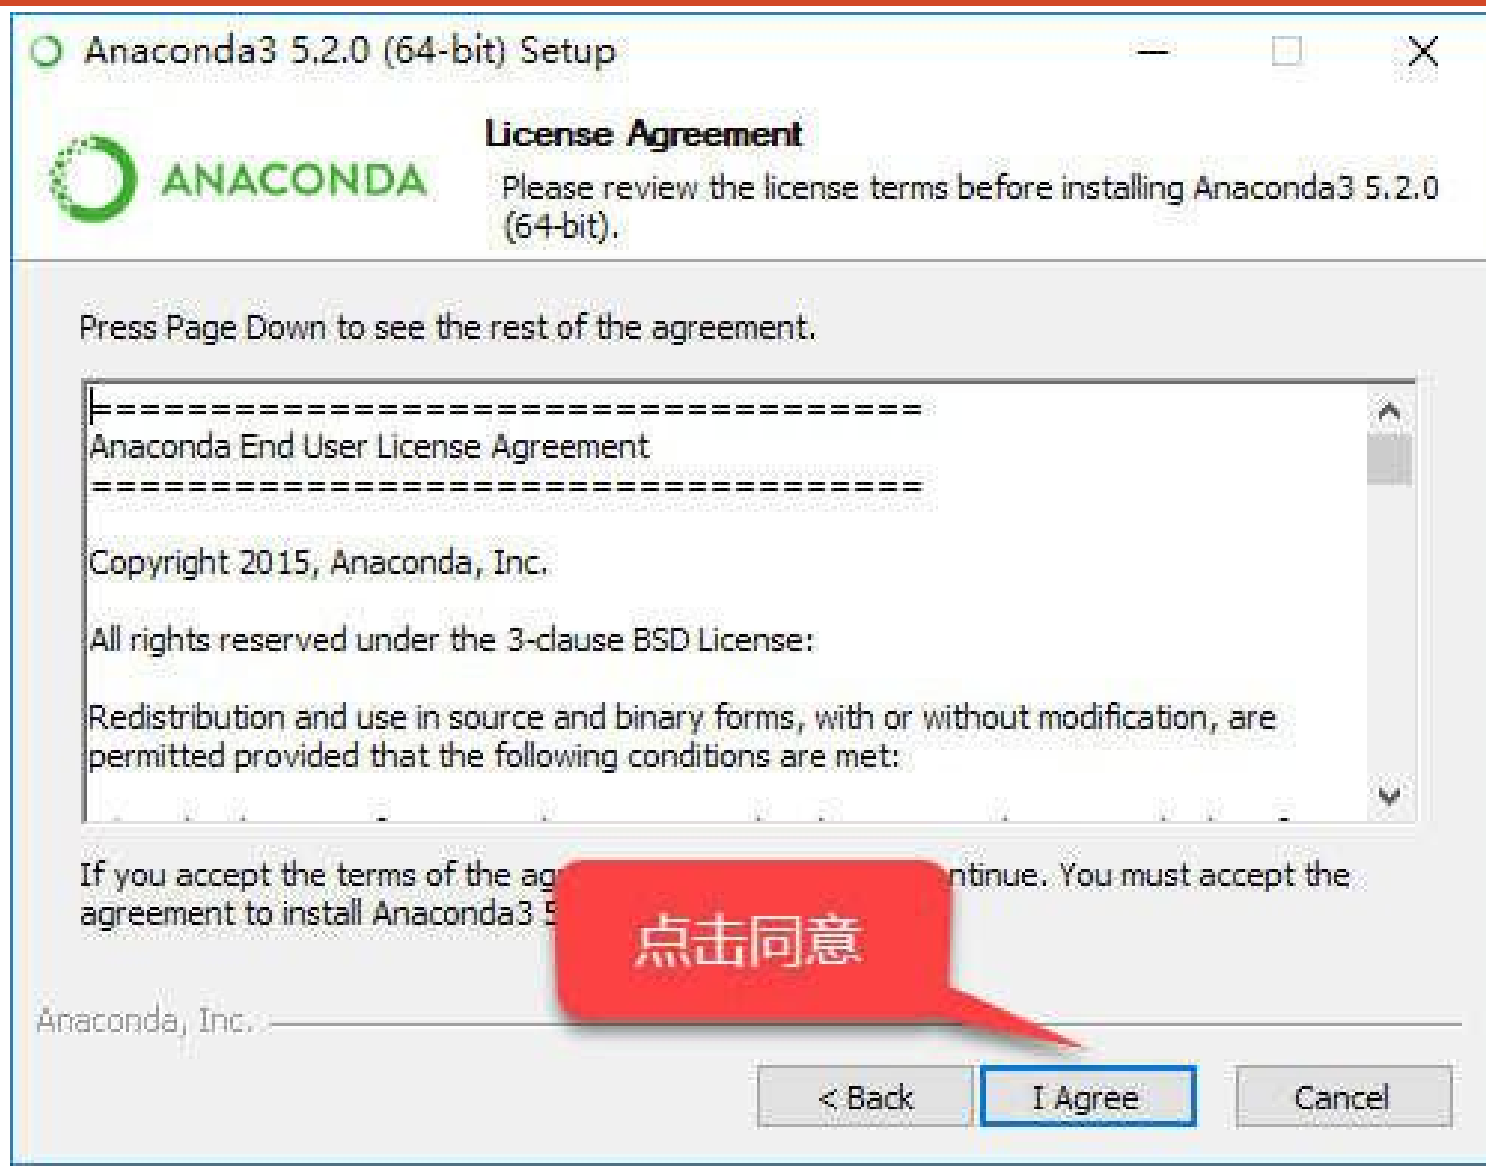 Anaconda3 5.2.0 (64-bit) Setup
ANACONDA
License Agreement
Please review the license terms before installing Anaconda3 5.2.0
(64-bit).
Press Page Down to see the rest of the agreement.
===================================
Anaconda End User License Agreement
===================================
Copyright 2015, Anaconda, Inc.
All rights reserved under the 3-clause BSD License:
Redistribution and use in source and binary forms, with or without modification, are
permitted provided that the following conditions are met:
If you accept the terms of the ag ntinue. You must accept the
agreement to install Anaconda3 5
点击同意
Anaconda, Inc.
< Back
I Agree
Cancel